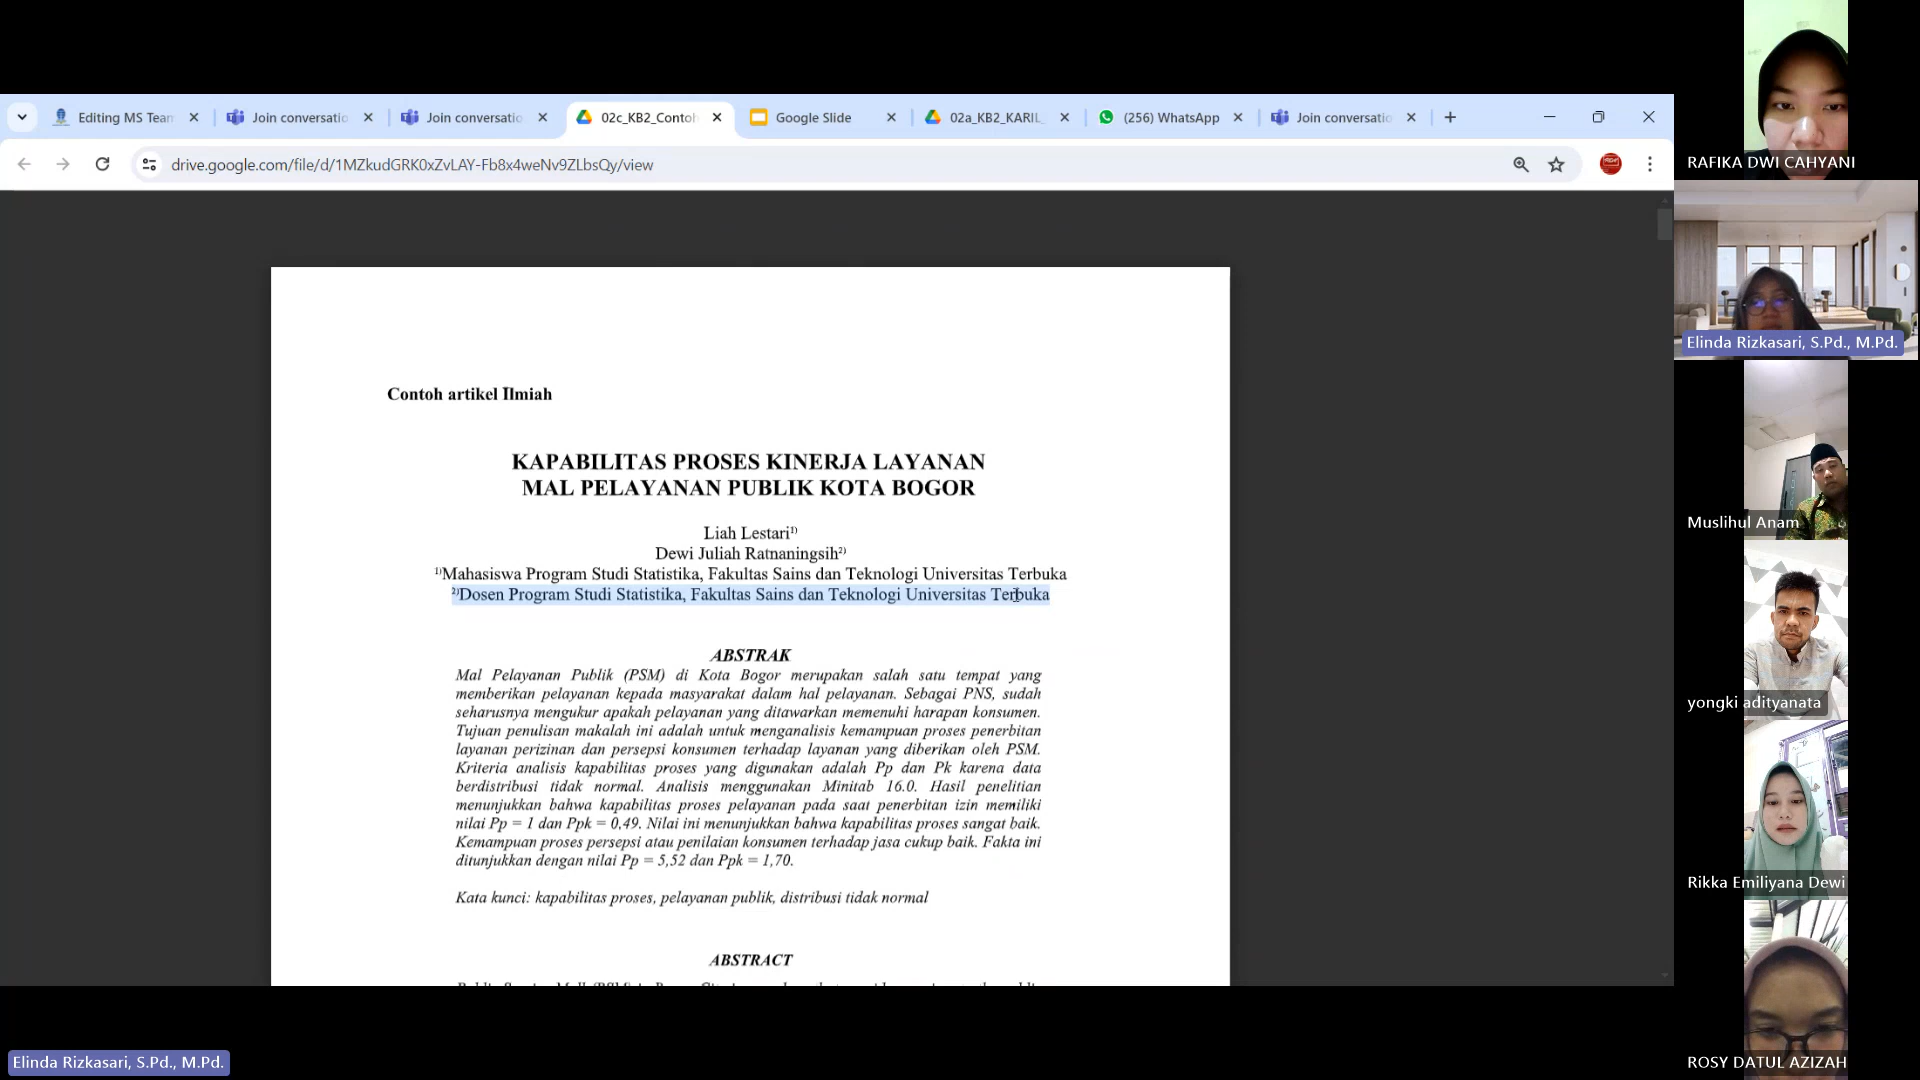 Editing MS Team
Join conversatio
Join conversatio
02c_KB2_Contoh
Google Slide
02a_KB2_KARIL_
(256) WhatsApp
Join conversatio
drive.google.com/file/d/1MZkudGRK0xZvLAY-Fb8x4weNv9ZLbsQy/view
Contoh artikel Ilmiah
KAPABILITAS PROSES KINERJA LAYANAN
MAL PELAYANAN PUBLIK KOTA BOGOR
Liah Lestari¹⁾
Dewi Juliah Ratnaningsih²⁾
¹⁾Mahasiswa Program Studi Statistika, Fakultas Sains dan Teknologi Universitas Terbuka
²⁾Dosen Program Studi Statistika, Fakultas Sains dan Teknologi Universitas Terbuka
ABSTRAK
Mal Pelayanan Publik (PSM) di Kota Bogor merupakan salah satu tempat yang
memberikan pelayanan kepada masyarakat dalam hal pelayanan. Sebagai PNS, sudah
seharusnya mengukur apakah pelayanan yang ditawarkan memenuhi harapan konsumen.
Tujuan penulisan makalah ini adalah untuk menganalisis kemampuan proses penerbitan
layanan perizinan dan persepsi konsumen terhadap layanan yang diberikan oleh PSM.
Kriteria analisis kapabilitas proses yang digunakan adalah Pp dan Pk karena data
berdistribusi tidak normal. Analisis menggunakan Minitab 16.0. Hasil penelitian
menunjukkan bahwa kapabilitas proses pelayanan pada saat penerbitan izin memiliki
nilai Pp = 1 dan Ppk = 0,49. Nilai ini menunjukkan bahwa kapabilitas proses sangat baik.
Kemampuan proses persepsi atau penilaian konsumen terhadap jasa cukup baik. Fakta ini
ditunjukkan dengan nilai Pp = 5,52 dan Ppk = 1,70.
Kata kunci: kapabilitas proses, pelayanan publik, distribusi tidak normal
ABSTRACT
RAFIKA DWI CAHYANI
Elinda Rizkasari, S.Pd., M.Pd.
Muslihul Anam
yongki adityanata
Rikka Emiliyana Dewi
ROSY DATUL AZIZAH
Elinda Rizkasari, S.Pd., M.Pd.